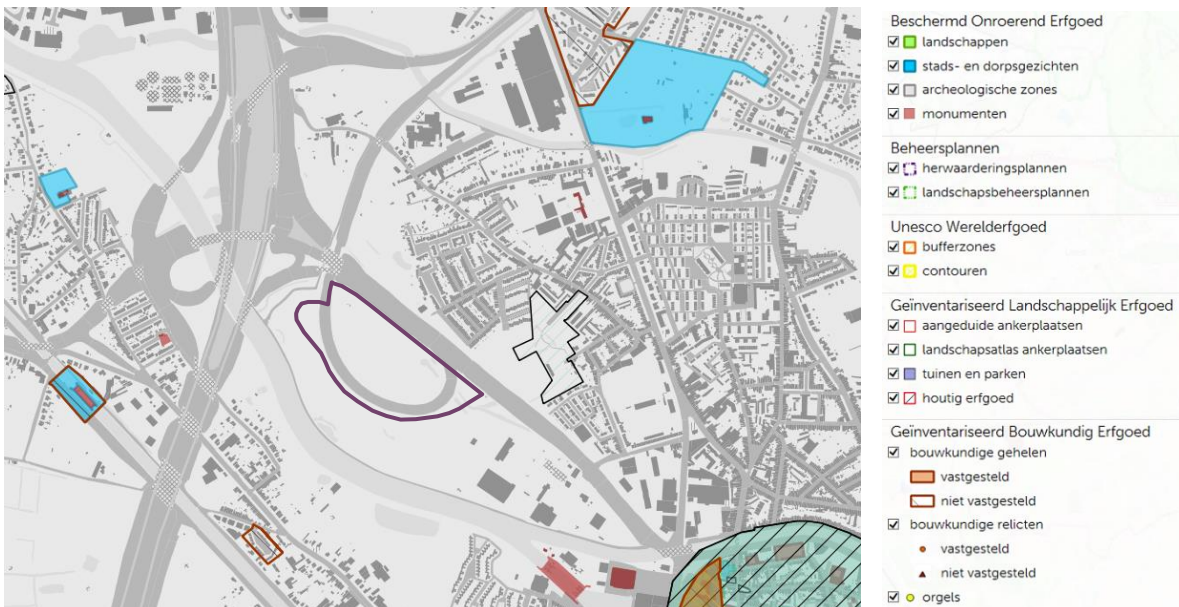 Beschermd Onroerend Erfgoed
landschappen
stads- en dorpsgezichten
archeologische zones
monumenten
Beheersplannen
herwaarderingsplannen
landschapsbeheersplannen
Unesco Werelderfgoed
bufferzones
contouren
Geïnventariseerd Landschappelijk Erfgoed
aangeduide ankerplaatsen
landschapsatlas ankerplaatsen
tuinen en parken
houtig erfgoed
Geïnventariseerd Bouwkundig Erfgoed
bouwkundige gehelen
vastgesteld
niet vastgesteld
bouwkundige relicten
vastgesteld
niet vastgesteld
orgels